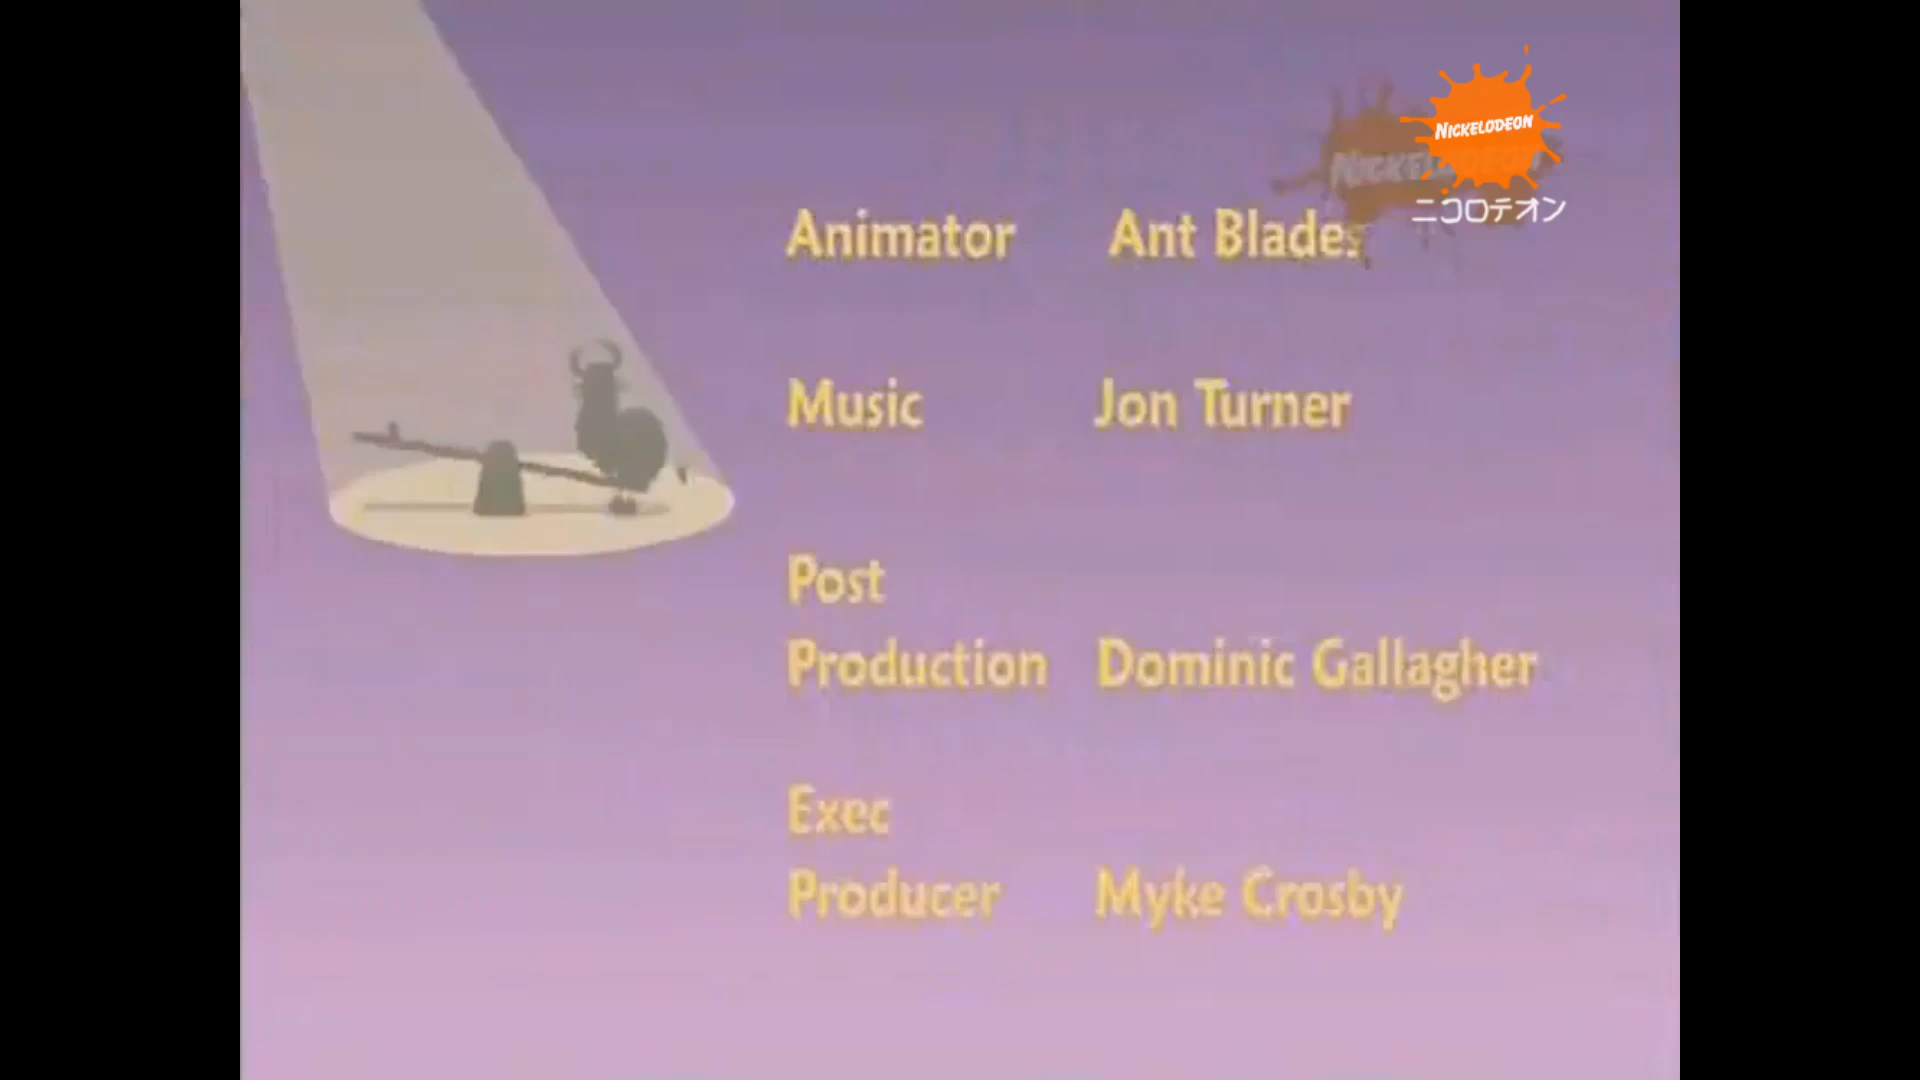 NICKELODEON
ニコロデオン
Animator Ant Blades
Music Jon Turner
Post
Production Dominic Gallagher
Exec
Producer Myke Crosby